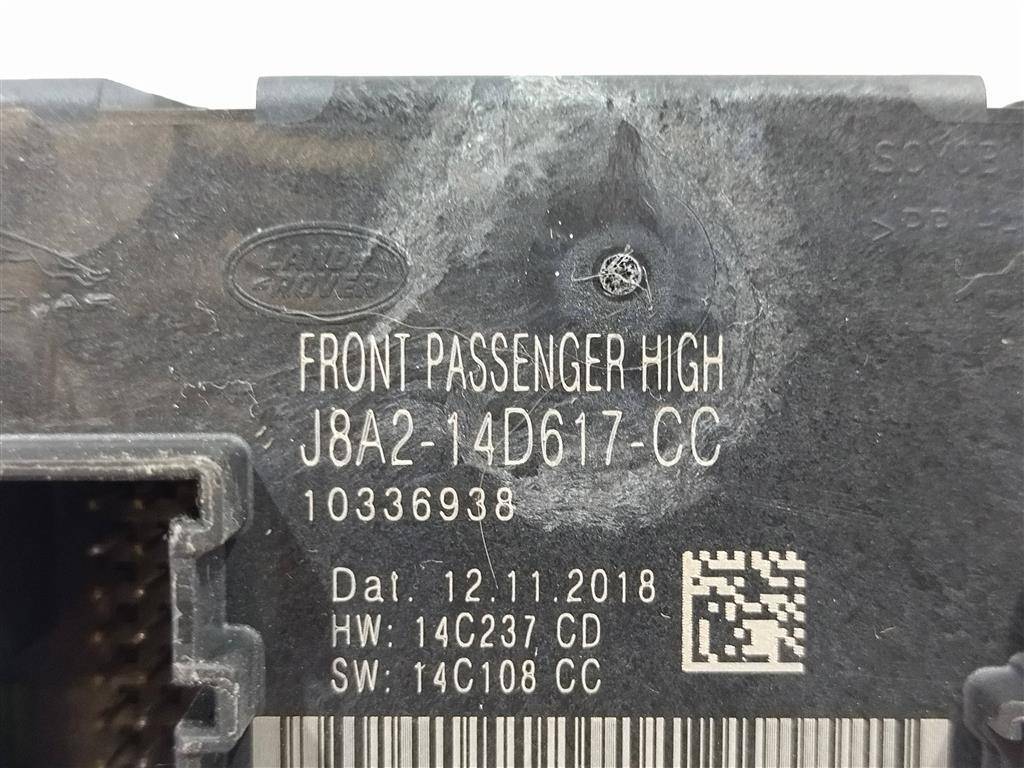 LAND
ROVER
FRONT PASSENGER HIGH
J8A2-14D617-CC
10336938
Dat. 12.11.2018
HW: 14C237 CD
SW: 14C108 CC